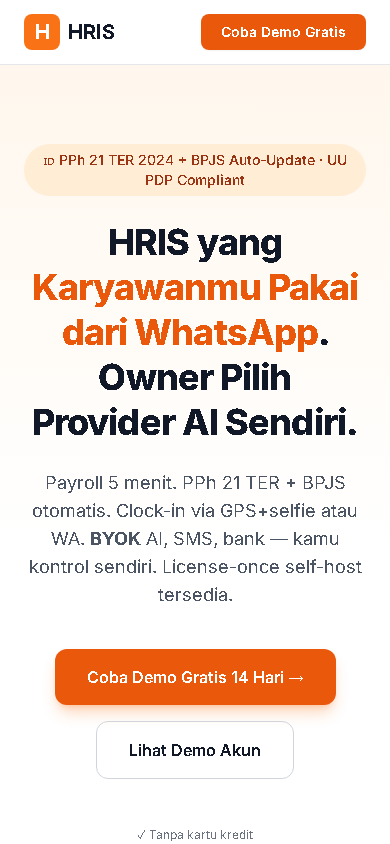 H HRIS
Coba Demo Gratis
ID PPh 21 TER 2024 + BPJS Auto-Update · UU
PDP Compliant
HRIS yang
Karyawanmu Pakai
dari WhatsApp.
Owner Pilih
Provider AI Sendiri.
Payroll 5 menit. PPh 21 TER + BPJS
otomatis. Clock-in via GPS+selfie atau
WA. BYOK AI, SMS, bank — kamu
kontrol sendiri. License-once self-host
tersedia.
Coba Demo Gratis 14 Hari →
Lihat Demo Akun
✓ Tanpa kartu kredit